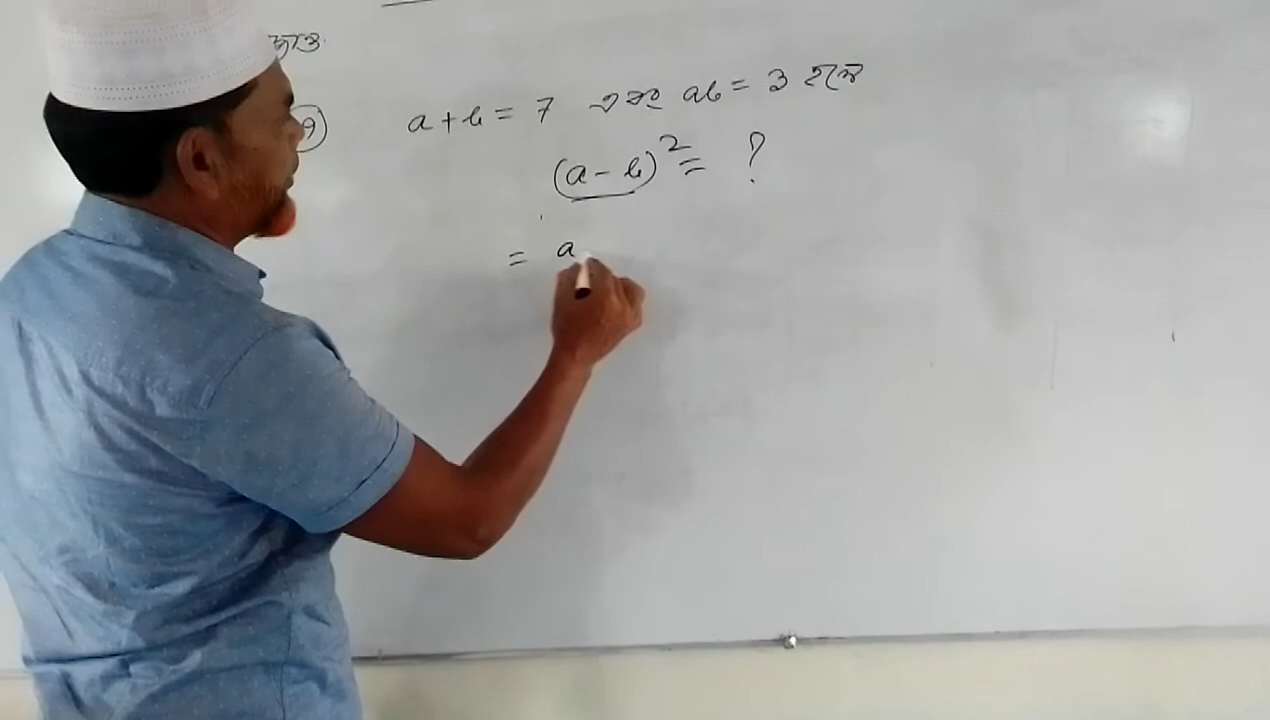 a + b = 7 এবং ab = 3 হলে
(a - b)² = ?
= a